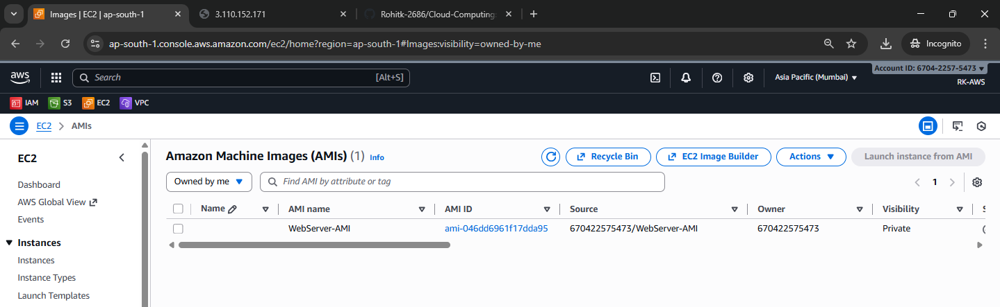 Images | EC2 | ap-south-1
3.110.152.171
Rohitk-2686/Cloud-Computing
ap-south-1.console.aws.amazon.com/ec2/home?region=ap-south-1#Images:visibility=owned-by-me
Incognito
aws
Search
[Alt+S]
Asia Pacific (Mumbai)
Account ID: 6704-2257-5473
RK-AWS
IAM
S3
EC2
VPC
EC2
AMIs
EC2
Dashboard
AWS Global View
Events
Instances
Instances
Instance Types
Launch Templates
Amazon Machine Images (AMIs) (1) Info
Recycle Bin
EC2 Image Builder
Actions
Launch instance from AMI
Owned by me
Find AMI by attribute or tag
1
Name
AMI name
AMI ID
Source
Owner
Visibility
WebServer-AMI
ami-046dd6961f17dda95
670422575473/WebServer-AMI
670422575473
Private